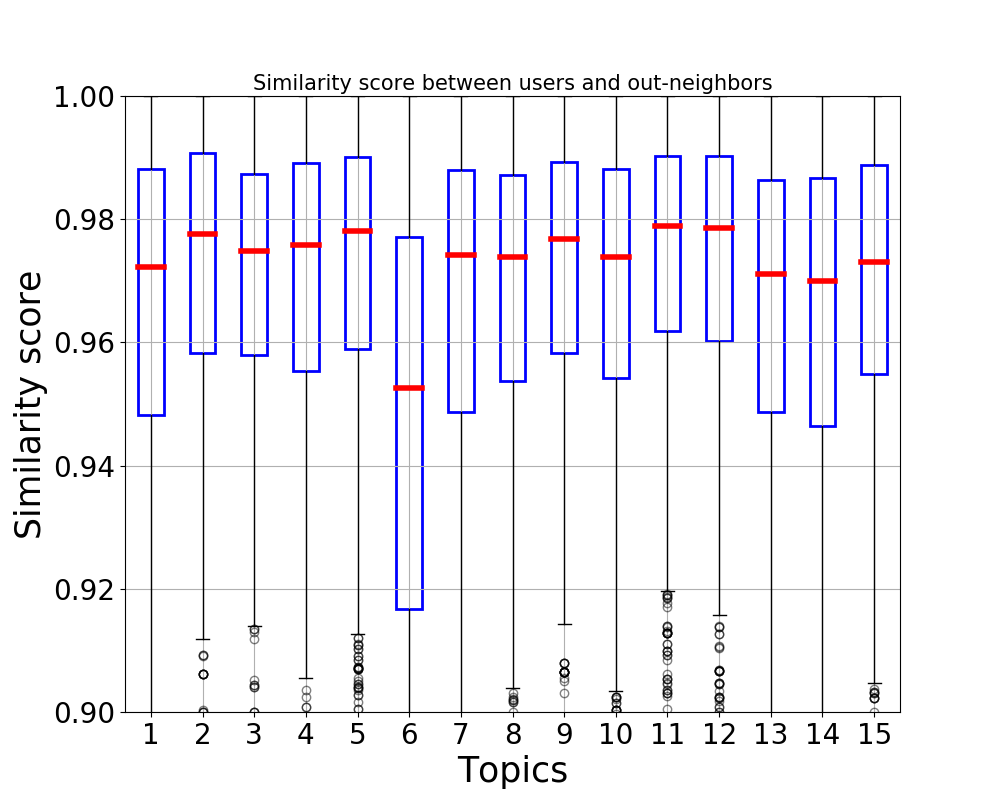 Similarity score between users and out-neighbors
1.00
0.98
0.96
0.94
0.92
0.90
Similarity score
1 2 3 4 5 6 7 8 9 10 11 12 13 14 15
Topics